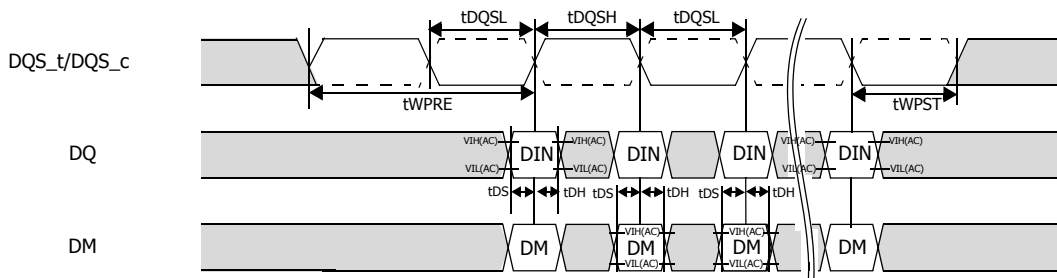 tDQSL tDQSH tDQSL
DQS_t/DQS_c
tWPRE tWPST
VIH(AC) VIH(AC) VIH(AC) VIH(AC)
DQ DIN DIN DIN DIN
VIL(AC) VIL(AC) VIL(AC) VIL(AC)
tDS tDH tDS tDH tDS tDH
VIH(AC) VIH(AC)
DM DM DM DM DM
VIL(AC) VIL(AC)